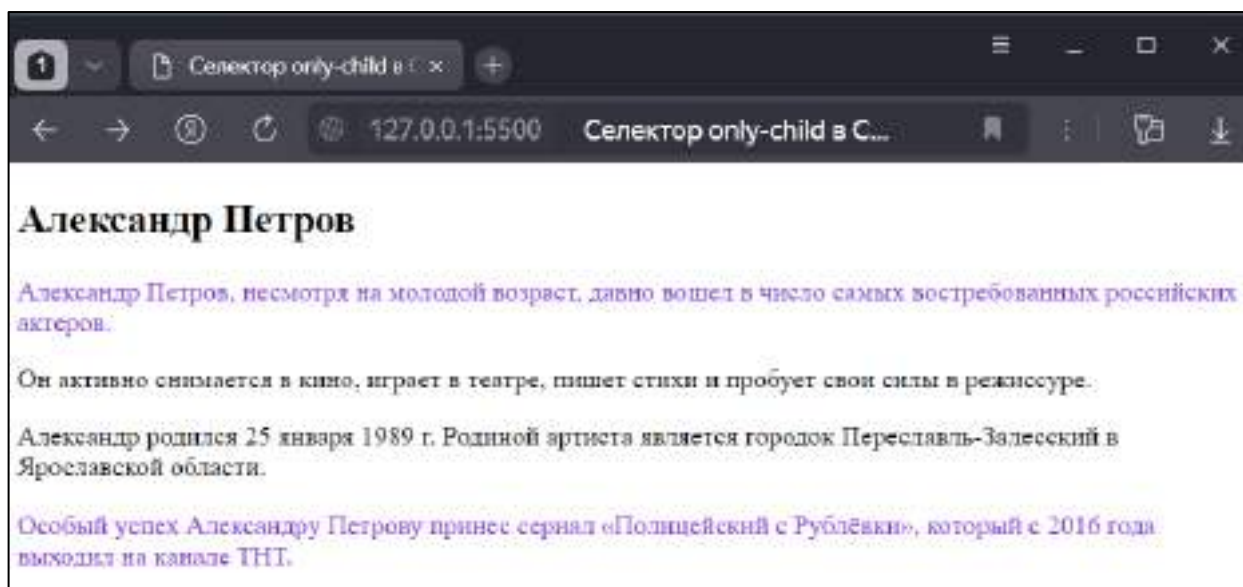 1
Селектор only-child в C
127.0.0.1:5500 Селектор only-child в C...
Александр Петров
Александр Петров, несмотря на молодой возраст, давно вошел в число самых востребованных российских
актеров.
Он активно снимается в кино, играет в театре, пишет стихи и пробует свои силы в режиссуре.
Александр родился 25 января 1989 г. Родиной артиста является городок Переславль-Залесский в
Ярославской области.
Особый успех Александру Петрову принес сериал «Полицейский с Рублёвки», который с 2016 года
выходил на канале ТНТ.